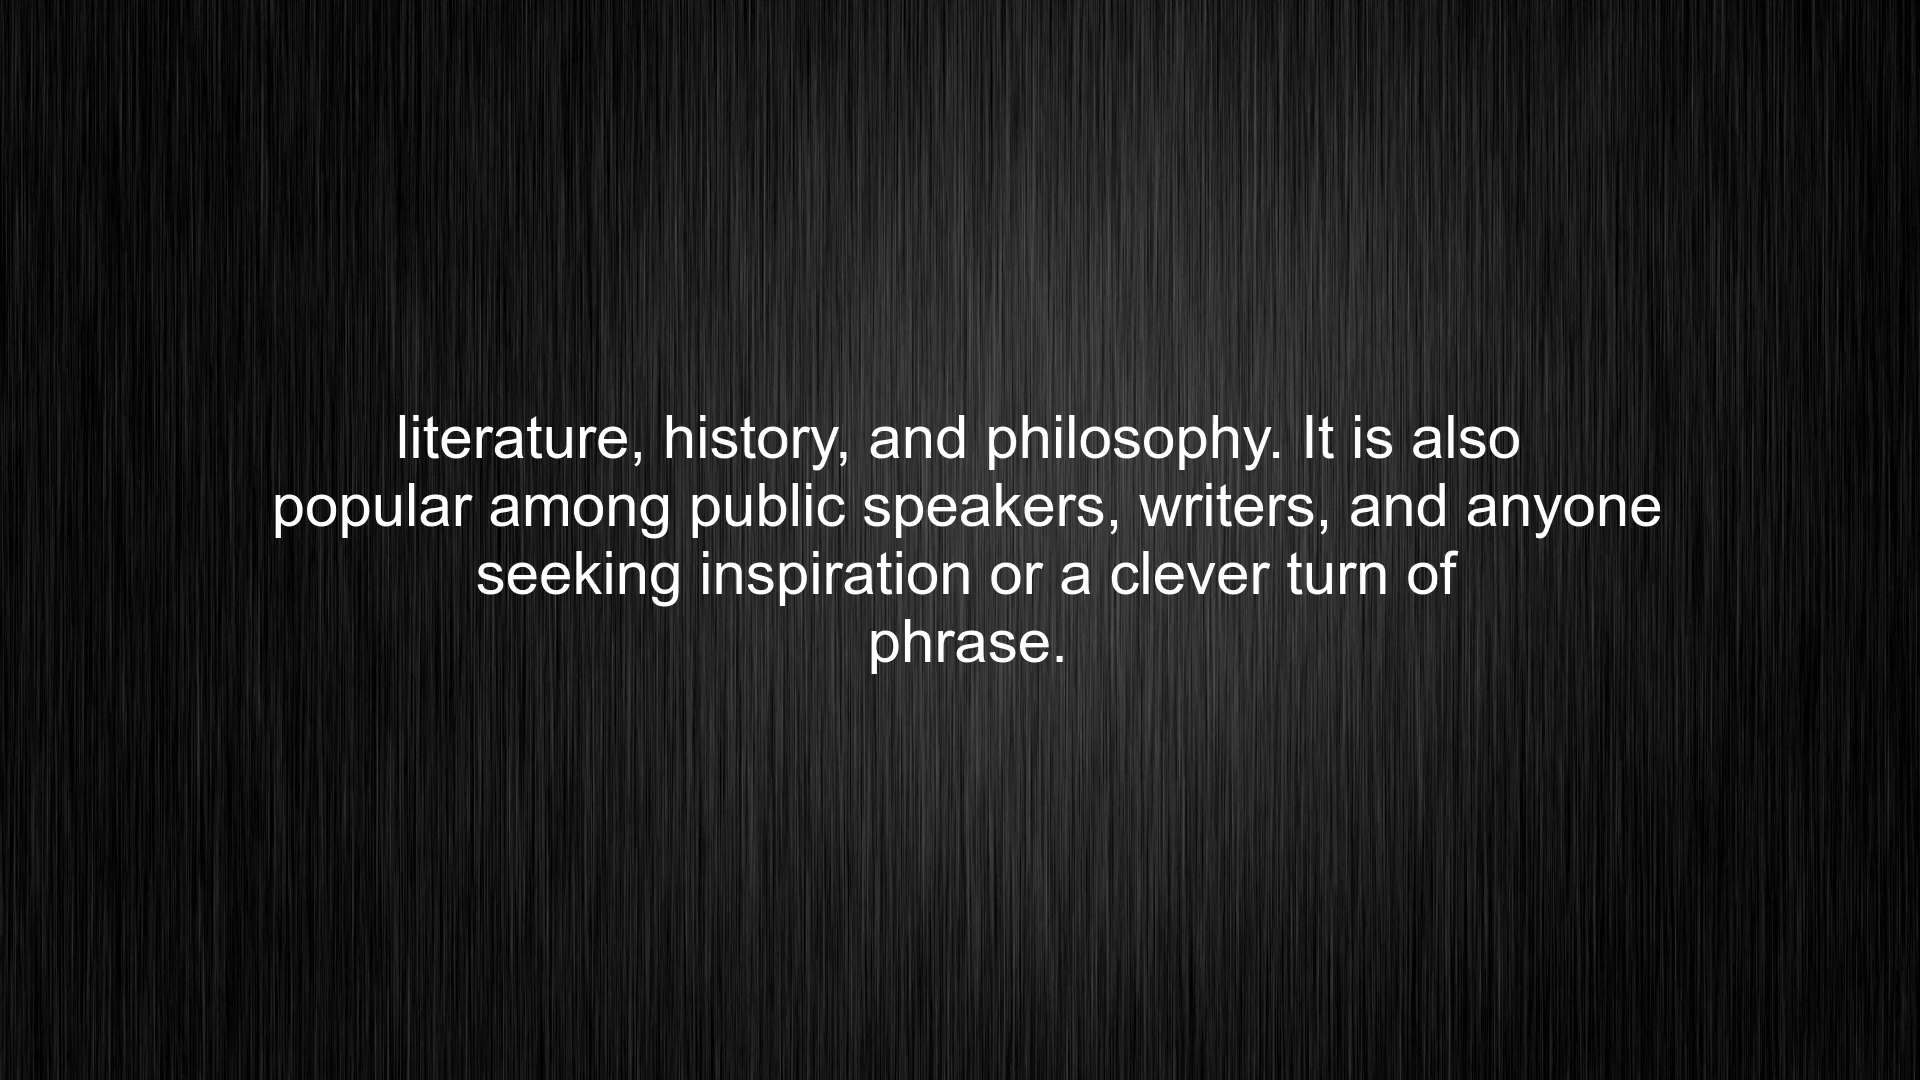 literature, history, and philosophy. It is also
popular among public speakers, writers, and anyone
seeking inspiration or a clever turn of
phrase.